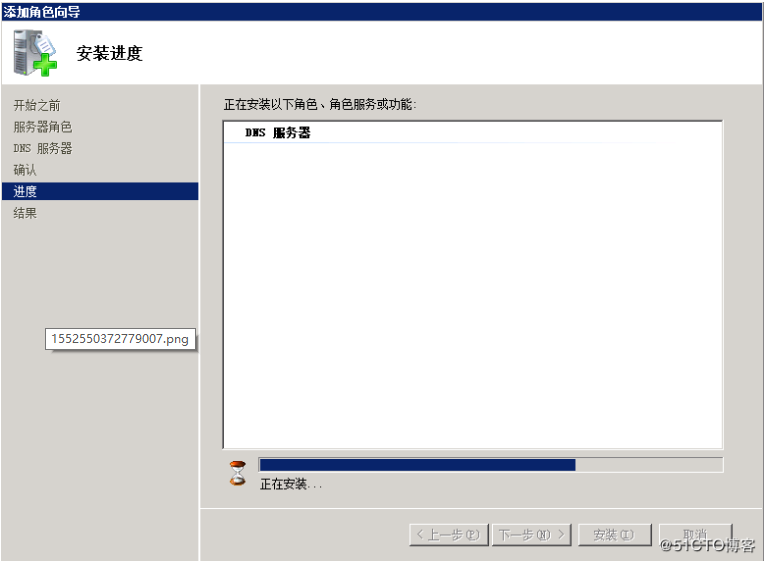 添加角色向导
安装进度
开始之前
服务器角色
DNS 服务器
确认
进度
结果
1552550372779007.png
正在安装以下角色、角色服务或功能:
DNS 服务器
正在安装...
< 上一步(P)
下一步(N) >
安装(I)
取消
@51CTO博客